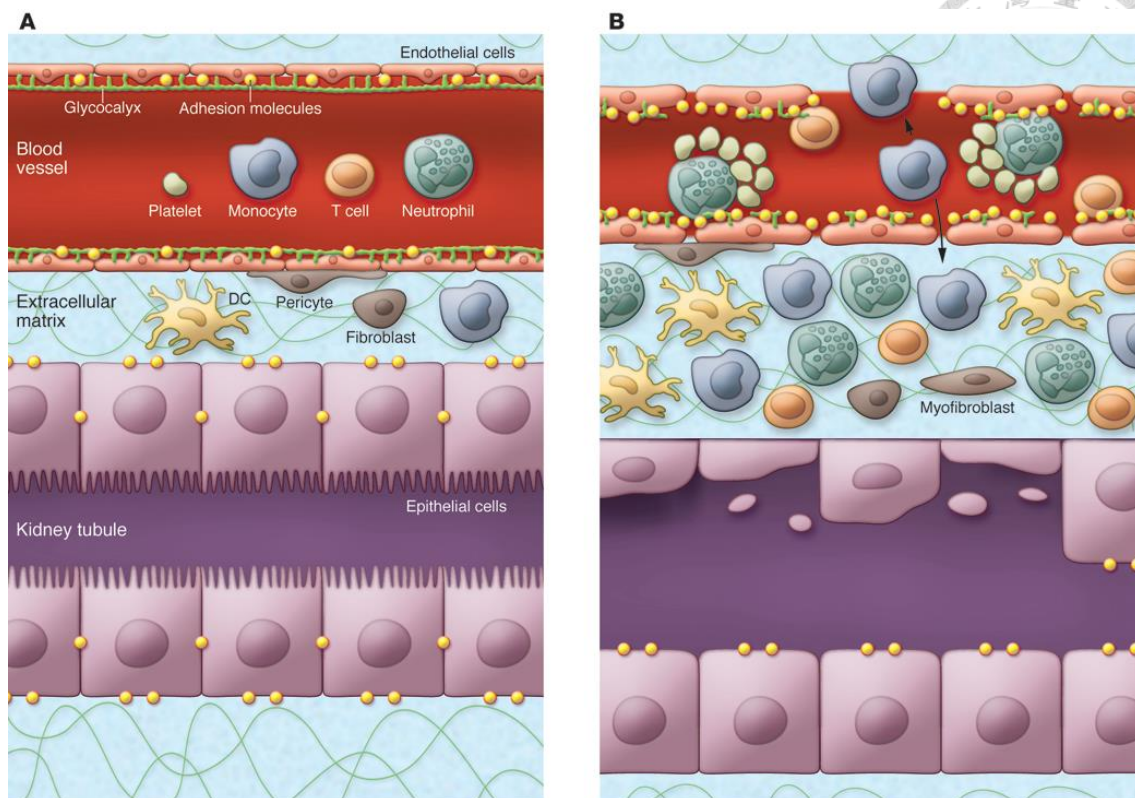 A
Endothelial cells
Glycocalyx
Adhesion molecules
Blood
vessel
Platelet
Monocyte
T cell
Neutrophil
Extracellular
matrix
DC
Pericyte
Fibroblast
Epithelial cells
Kidney tubule
B
Myofibroblast